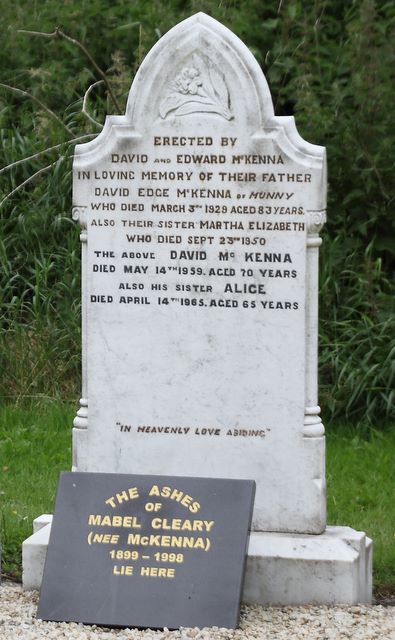 ERECTED BY
DAVID AND EDWARD McKENNA
IN LOVING MEMORY OF THEIR FATHER
DAVID EDGE McKENNA OF MUNNY
WHO DIED MARCH 3RD 1929 AGED 83 YEARS.
ALSO THEIR SISTER MARTHA ELIZABETH
WHO DIED SEPT 23RD 1950
THE ABOVE DAVID Mc KENNA
DIED MAY 14TH 1959. AGED 70 YEARS
ALSO HIS SISTER ALICE
DIED APRIL 14TH 1965. AGED 65 YEARS
"IN HEAVENLY LOVE ABIDING"
THE ASHES
OF
MABEL CLEARY
(NEE McKENNA)
1899 - 1998
LIE HERE